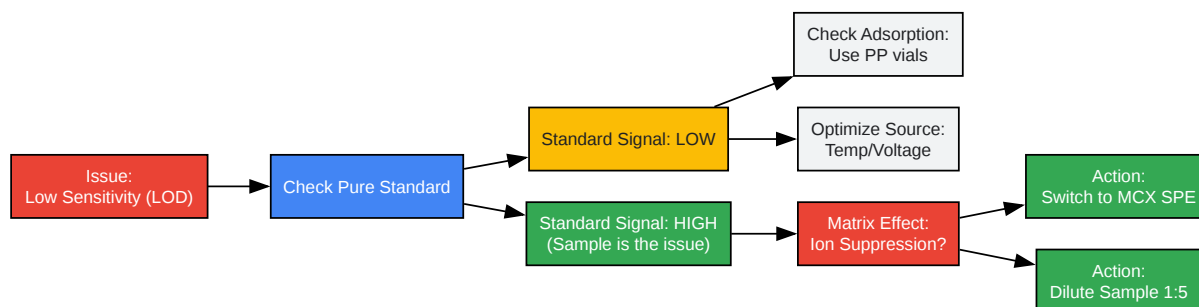 Issue:
Low Sensitivity (LOD)
Check Pure Standard
Standard Signal: LOW
Check Adsorption:
Use PP vials
Optimize Source:
Temp/Voltage
Standard Signal: HIGH
(Sample is the issue)
Matrix Effect:
Ion Suppression?
Action:
Switch to MCX SPE
Action:
Dilute Sample 1:5